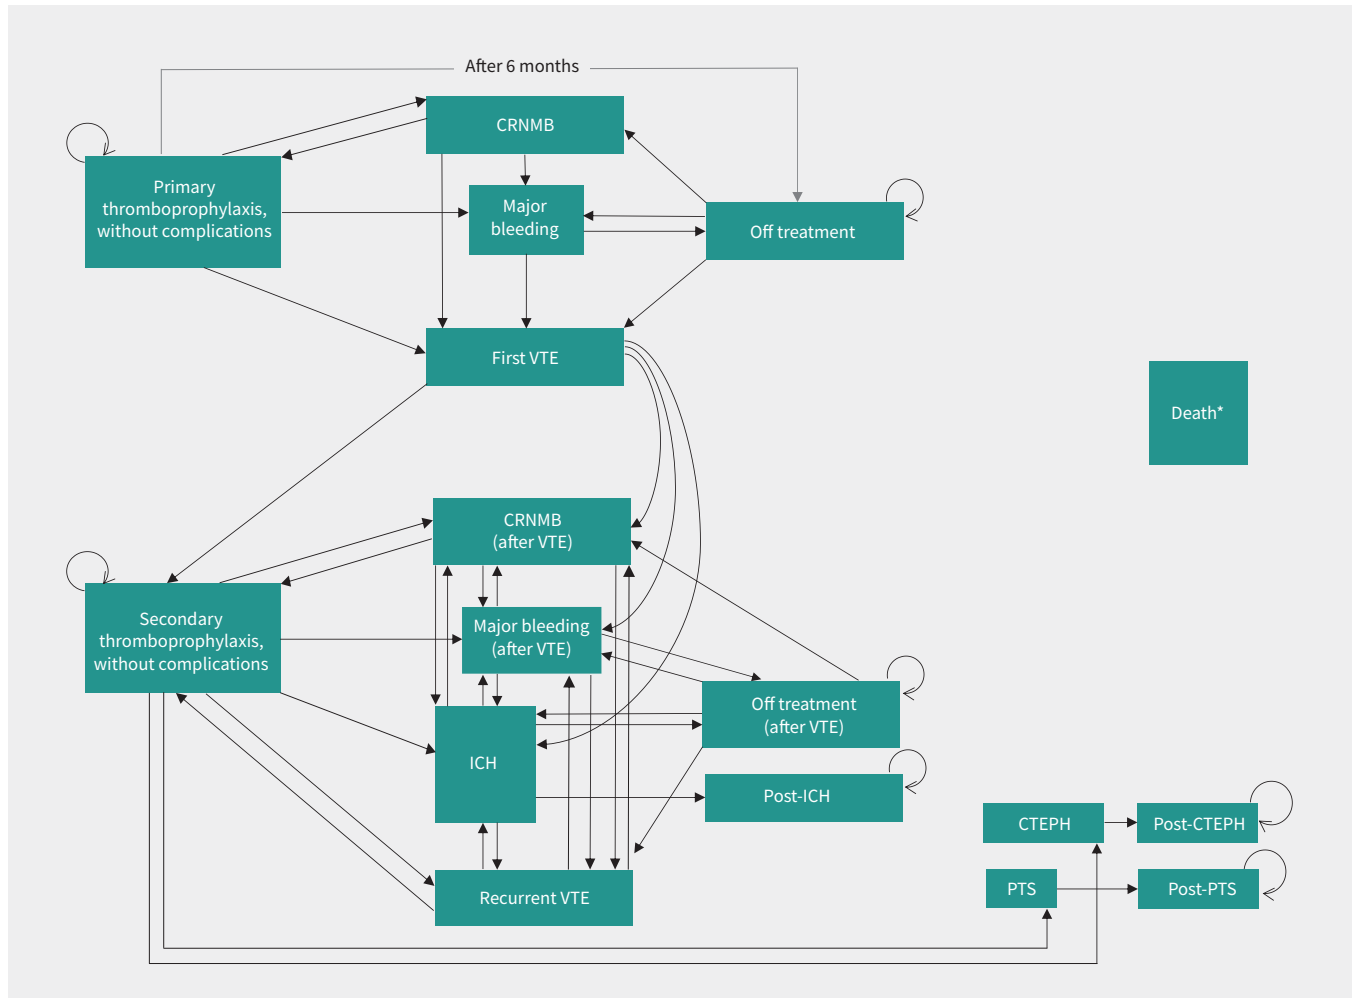 After 6 months
CRNMB
Primary
thromboprophylaxis,
without complications
Major
bleeding
Off treatment
First VTE
Death*
CRNMB
(after VTE)
Secondary
thromboprophylaxis,
without complications
Major bleeding
(after VTE)
Off treatment
(after VTE)
ICH
Post-ICH
CTEPH
Post-CTEPH
PTS
Post-PTS
Recurrent VTE